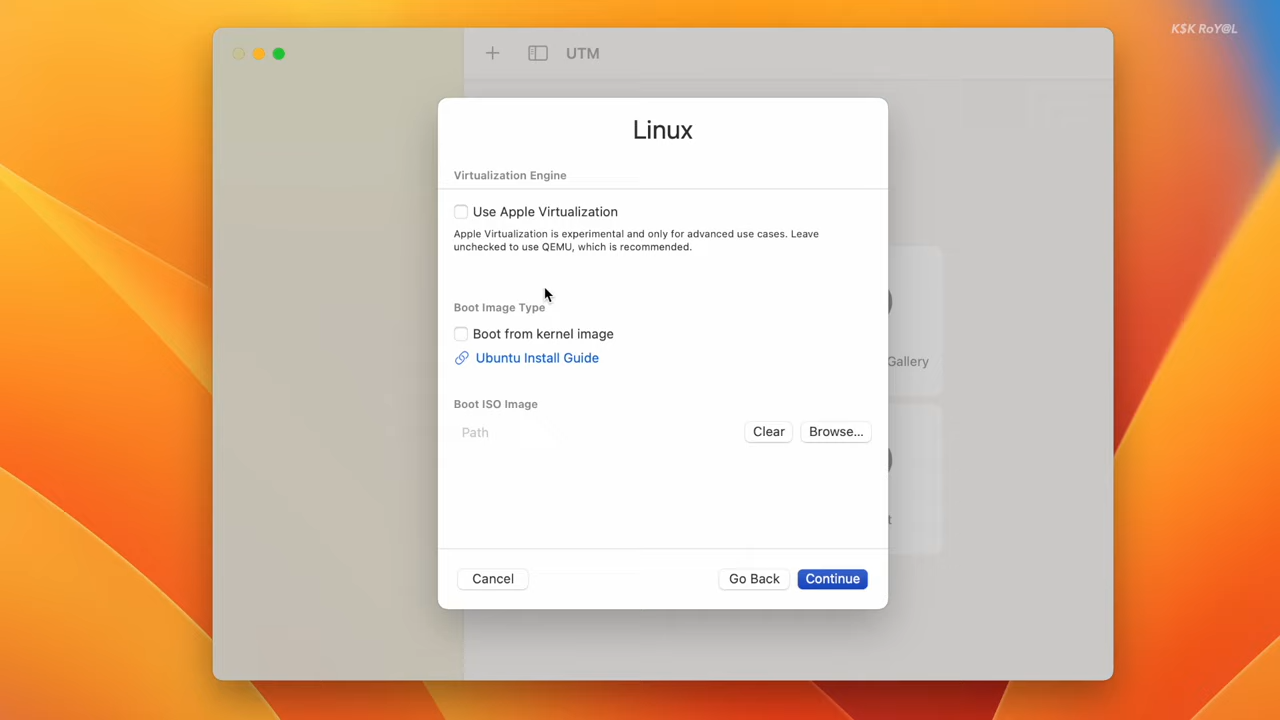 K$K RoY@L
UTM
Linux
Virtualization Engine
Use Apple Virtualization
Apple Virtualization is experimental and only for advanced use cases. Leave
unchecked to use QEMU, which is recommended.
Boot Image Type
Boot from kernel image
Ubuntu Install Guide
Gallery
Boot ISO Image
Path
Clear
Browse...
t
Cancel
Go Back
Continue